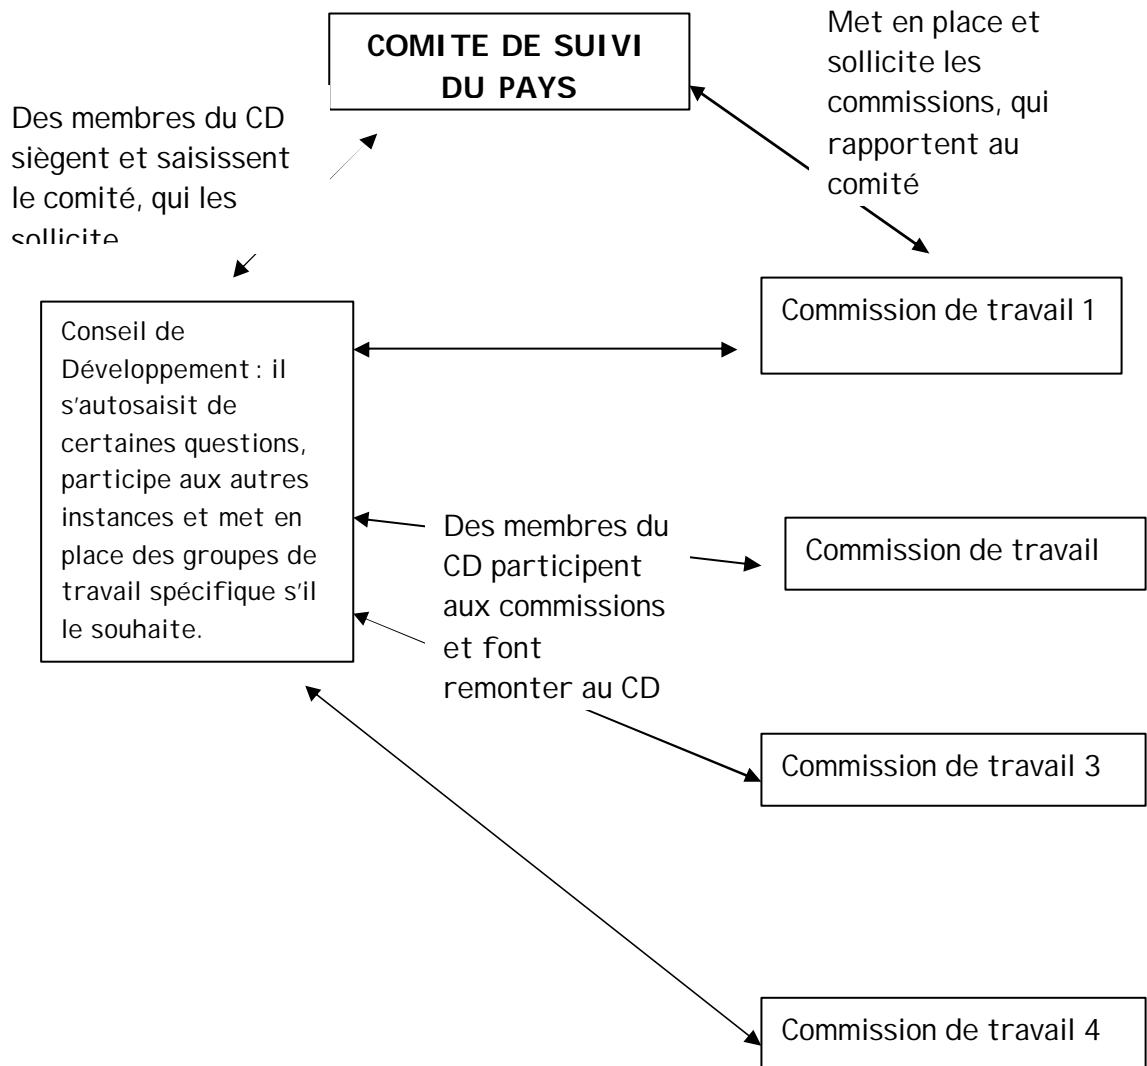 COMITE DE SUIVI
DU PAYS
Met en place et
sollicite les
commissions, qui
rapportent au
comité
Des membres du CD
siègent et saisissent
le comité, qui les
sollicite
Commission de travail 1
Conseil de
Développement : il
s'autosaisit de
certaines questions,
participe aux autres
instances et met en
place des groupes de
travail spécifique s'il
le souhaite.
Des membres du
CD participent
aux commissions
et font
remonter au CD
Commission de travail
Commission de travail 3
Commission de travail 4